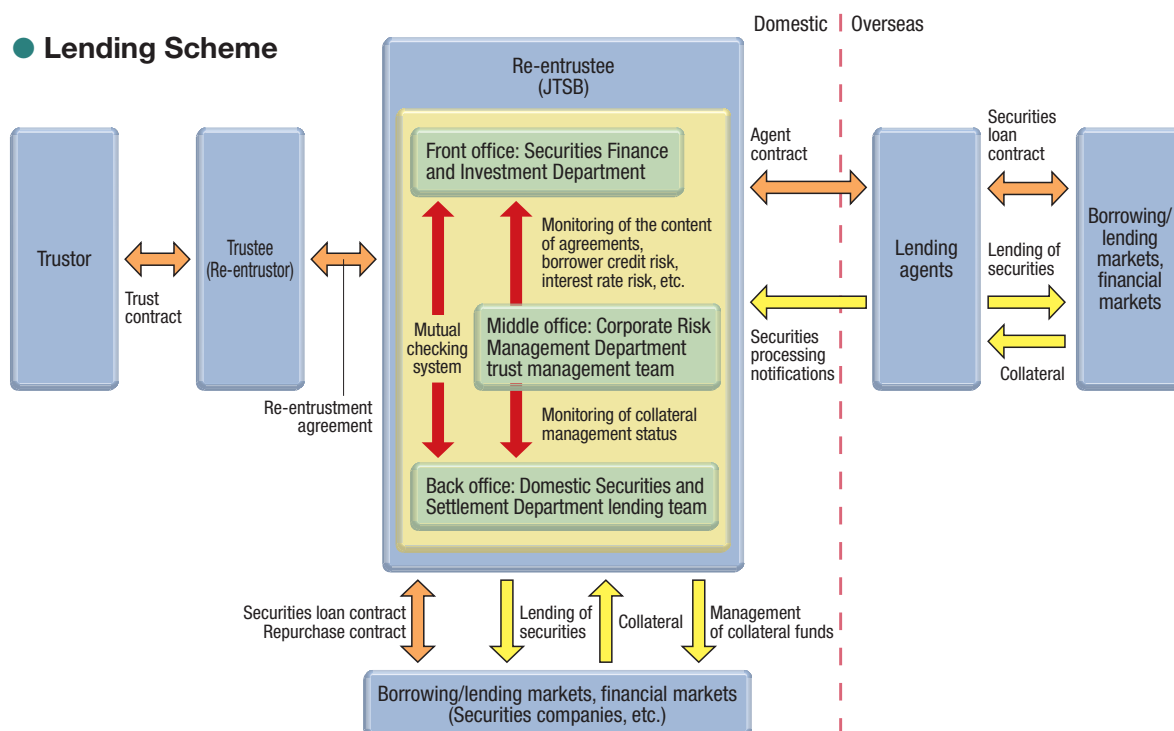 Domestic
Overseas
● Lending Scheme
Re-entrustee
(JTSB)
Trustor
Trust
contract
Trustee
(Re-entrustor)
Re-entrustment
agreement
Front office: Securities Finance
and Investment Department
Monitoring of the content
of agreements,
borrower credit risk,
interest rate risk, etc.
Mutual
checking
system
Middle office: Corporate Risk
Management Department
trust management team
Monitoring of collateral
management status
Back office: Domestic Securities and
Settlement Department lending team
Agent
contract
Securities
processing
notifications
Lending
agents
Securities
loan
contract
Lending
of securities
Collateral
Borrowing/
lending
markets,
financial
markets
Securities loan contract
Repurchase contract
Lending of
securities
Collateral
Management
of collateral funds
Borrowing/lending markets, financial markets
(Securities companies, etc.)